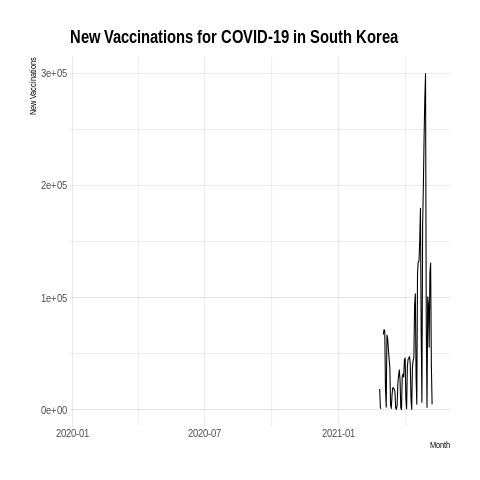 New Vaccinations for COVID-19 in South Korea
New Vaccinations
3e+05
2e+05
1e+05
0e+00
2020-01
2020-07
2021-01
Month